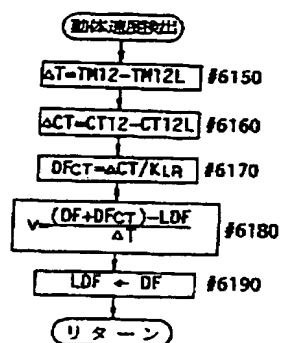 動体速度検出
ΔT=TM12-TM12L #6150
ΔCT=CT12-CT12L #6160
DFCT=ΔCT/KLR #6170
V=(DF+DFCT)-LDF/ΔT #6180
LDF ← DF #6190
リターン